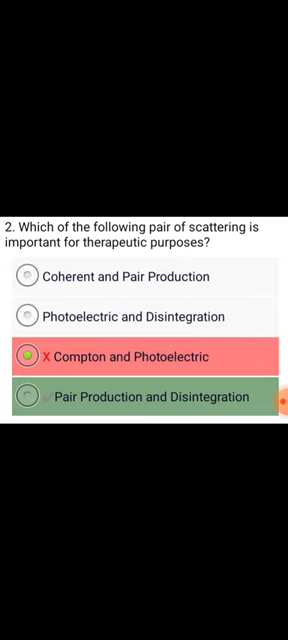 2. Which of the following pair of scattering is
important for therapeutic purposes?
Coherent and Pair Production
Photoelectric and Disintegration
X Compton and Photoelectric
✓Pair Production and Disintegration